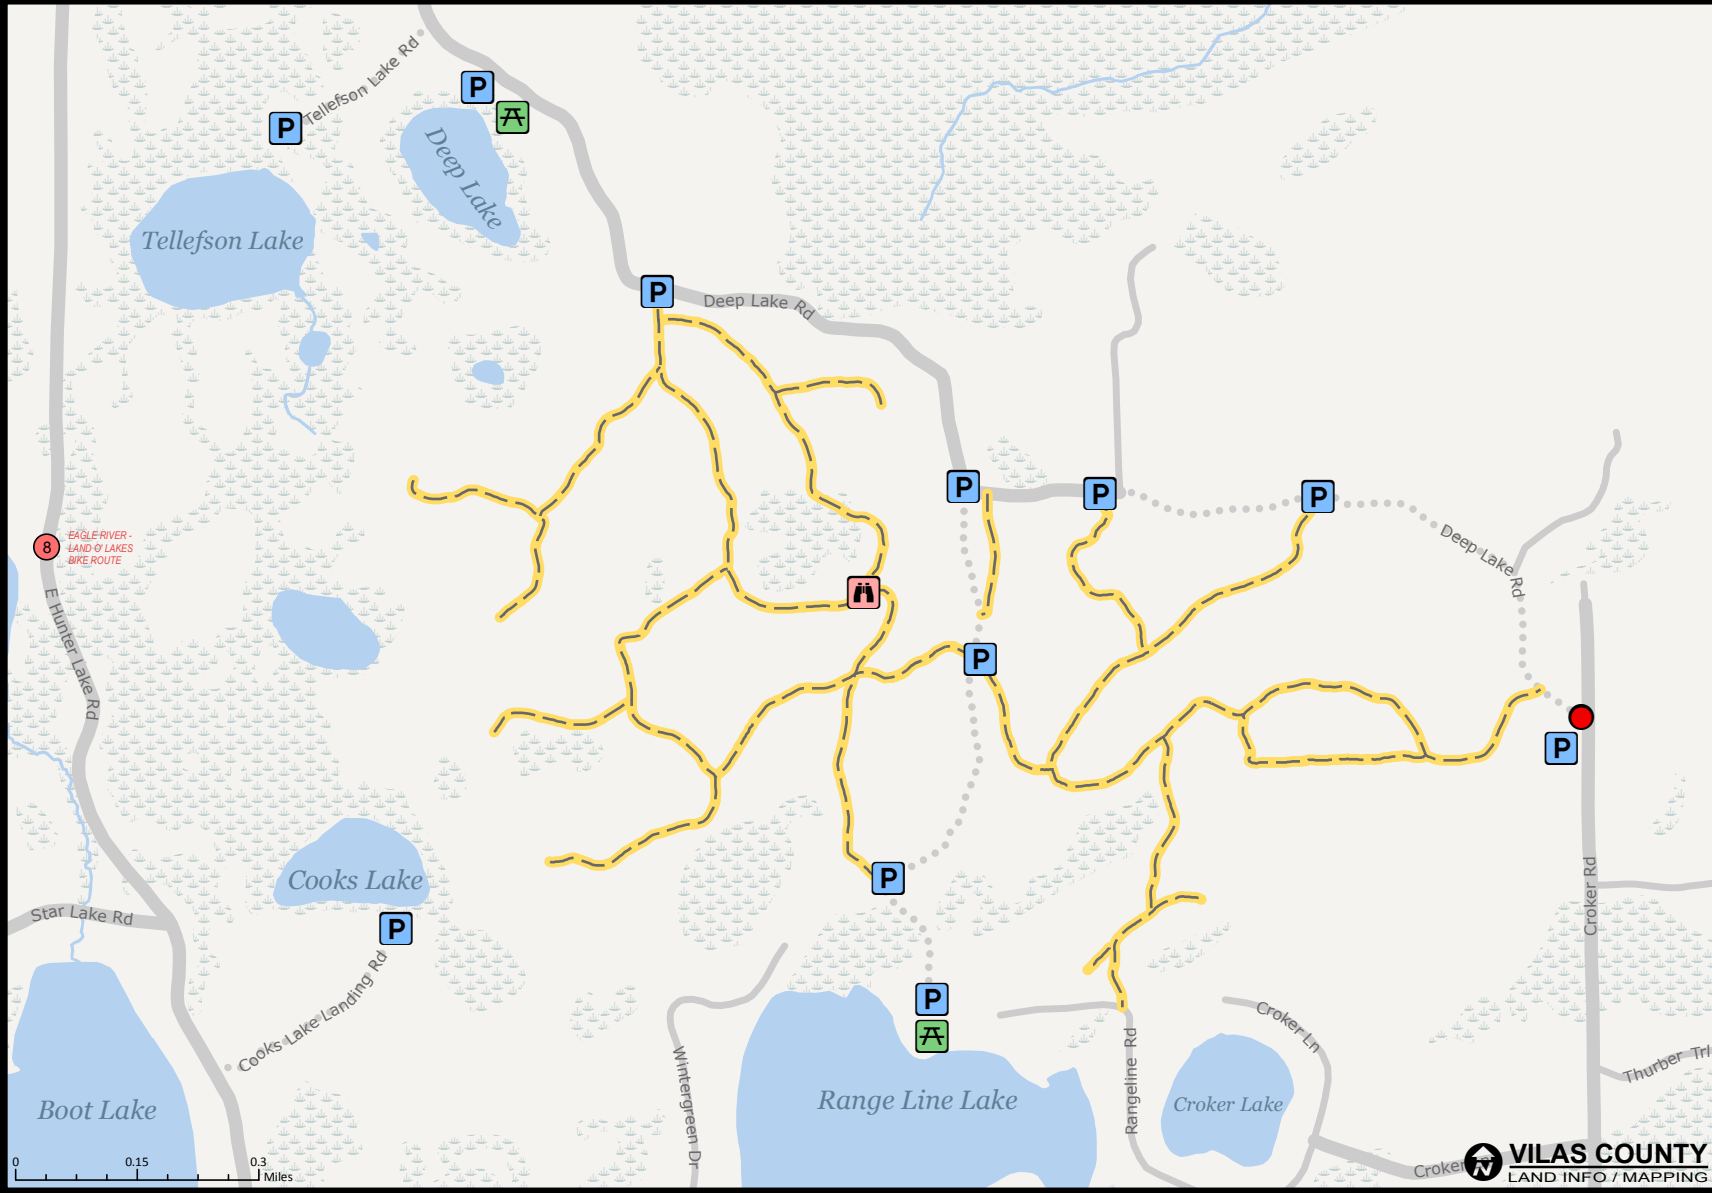 Tellefson Lake Rd
P
P
Deep Lake
Tellefson Lake
P
Deep Lake Rd
P
P
P
Deep Lake Rd
8
EAGLE RIVER -
LAND O' LAKES
BIKE ROUTE
E Hunter Lake Rd
P
P
Cooks Lake
P
Star Lake Rd
P
Croker Rd
Cooks Lake Landing Rd
P
Croker Ln
Wintergreen Dr
Rangeline Rd
Thurber Trl
Boot Lake
Range Line Lake
Croker Lake
0 0.15 0.3
Miles
Croker
N
VILAS COUNTY
LAND INFO / MAPPING